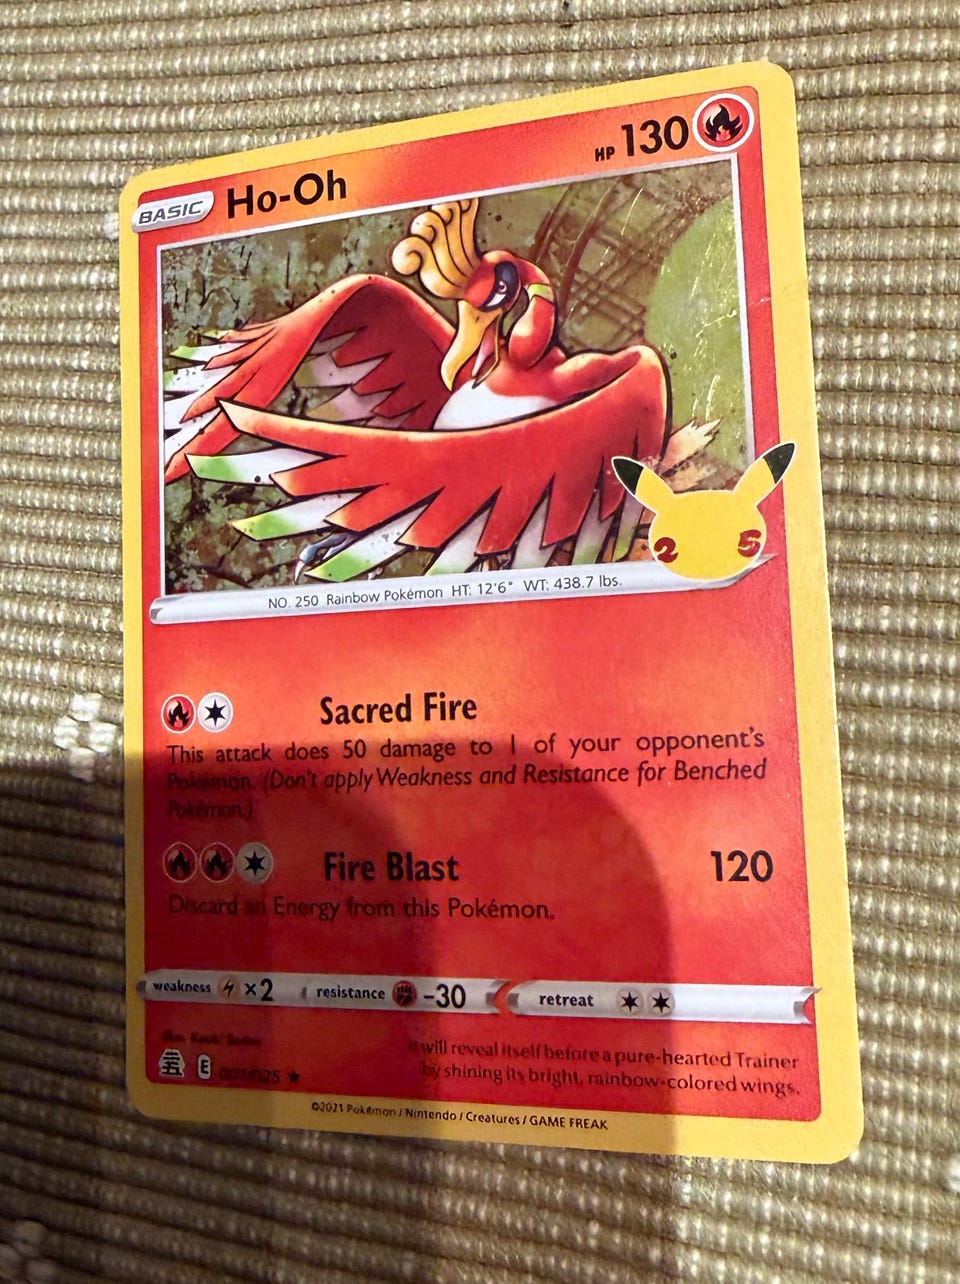 BASIC Ho-Oh HP 130
25
NO. 250 Rainbow Pokémon HT: 12'6" WT: 438.7 lbs.
Sacred Fire
This attack does 50 damage to 1 of your opponent's
Pokémon. (Don't apply Weakness and Resistance for Benched
Pokémon.)
Fire Blast 120
Discard an Energy from this Pokémon.
weakness ×2 resistance -30 retreat
Illus.
It will reveal itself before a pure-hearted Trainer
by shining its bright, rainbow-colored wings.
E 001/025
©2021 Pokémon / Nintendo / Creatures / GAME FREAK